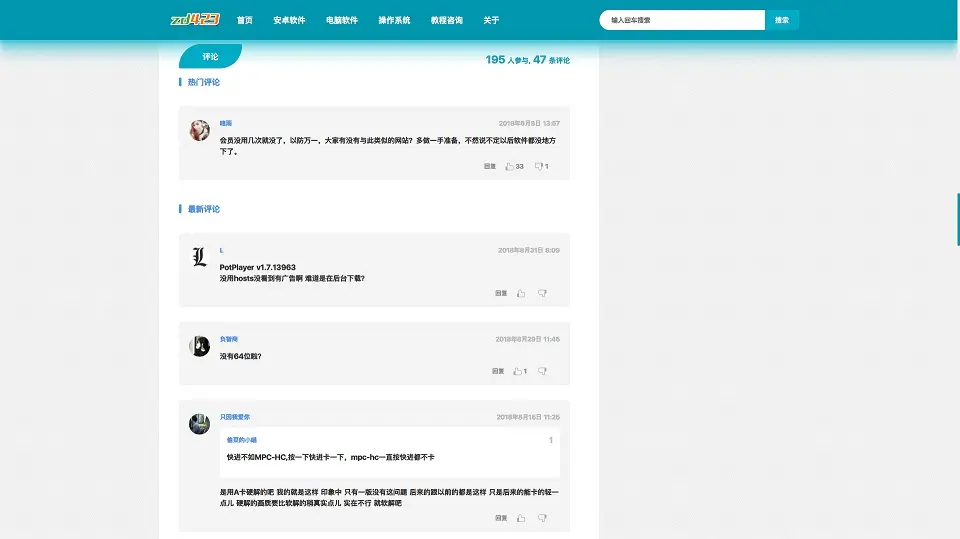 zd423 首页 安卓软件 电脑软件 操作系统 教程咨询 关于 输入回车搜索 搜索
评论 195 人参与, 47 条评论
热门评论
峰雨 2018年6月8日 13:57
会员没用几次就没了，以防万一，大家有没有与此类似的网站？多做一手准备，不然说不定以后软件都没地方
下了。
回复 33 1
最新评论
L 2018年8月31日 8:09
PotPlayer v1.7.13963
没用hosts没看到有广告啊 难道是在后台下载?
回复
负智商 2018年8月29日 11:45
没有64位啦?
回复 1
只因我爱你 2018年8月15日 11:25
1
快进不如MPC-HC,按一下快进卡一下，mpc-hc一直按快进都不卡
是用A卡硬解的吧 我的就是这样 印象中 只有一版没有这问题 后来的跟以前的都是这样 只是后来的能卡的轻一
点儿 硬解的画质要比软解的稍真实点儿 实在不行 就软解吧
回复